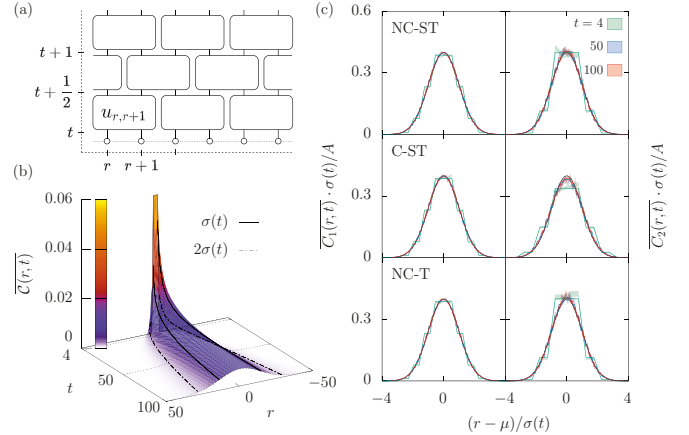 (a)
t + 1
t + 1/2
t
u_{r,r+1}
r
r + 1
(b)
\overline{C(r, t)}
0.06
0.04
0.02
0
4
50
100
t
50
0
−50
r
σ(t)
2σ(t)
(c)
\overline{C_1(r, t)} · σ(t)/A
\overline{C_2(r, t)} · σ(t)/A
NC-ST
t = 4
50
100
0.6
0.3
0
C-ST
0.3
0
NC-T
0.3
0
−4 0 4 0 4
(r − μ)/σ(t)